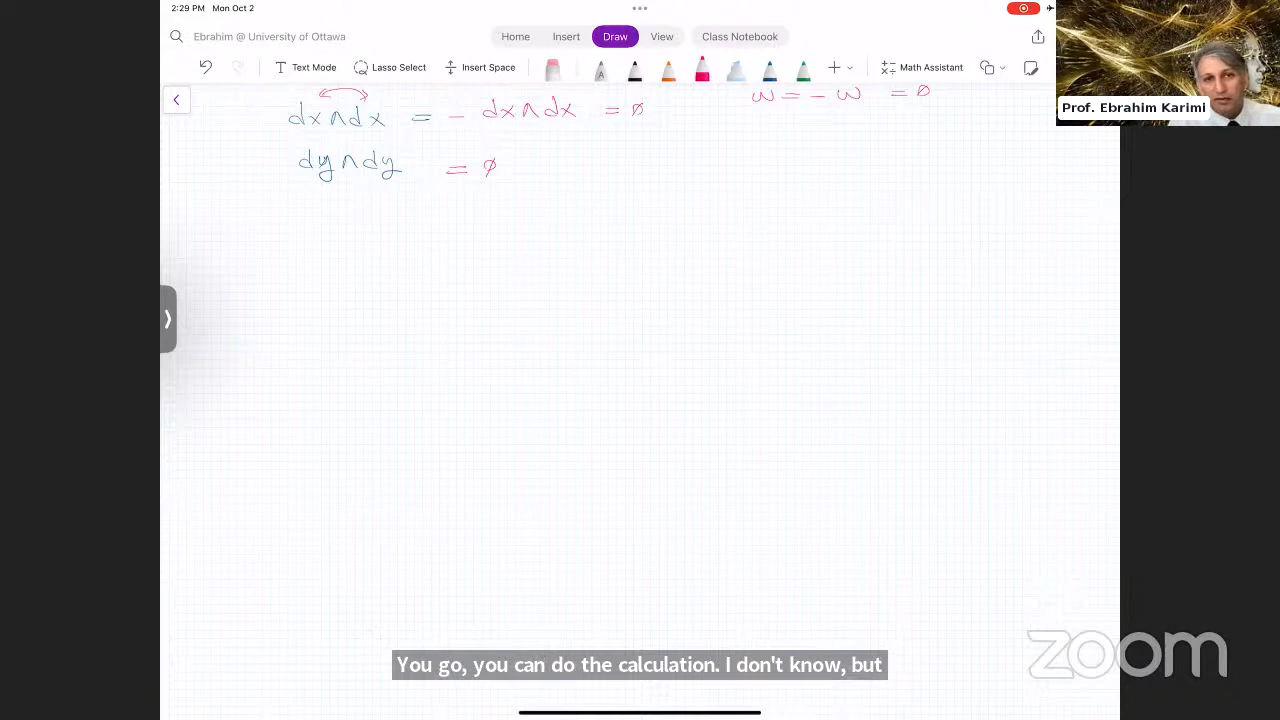 2:29 PM Mon Oct 2
Ebrahim @ University of Ottawa
Home Insert Draw View Class Notebook
Text Mode Lasso Select Insert Space Math Assistant
Prof. Ebrahim Karimi
ω = - ω = 0
= - dx ∧ dx = 0
dy ∧ dy = 0
You go, you can do the calculation. I don't know, but
zoom